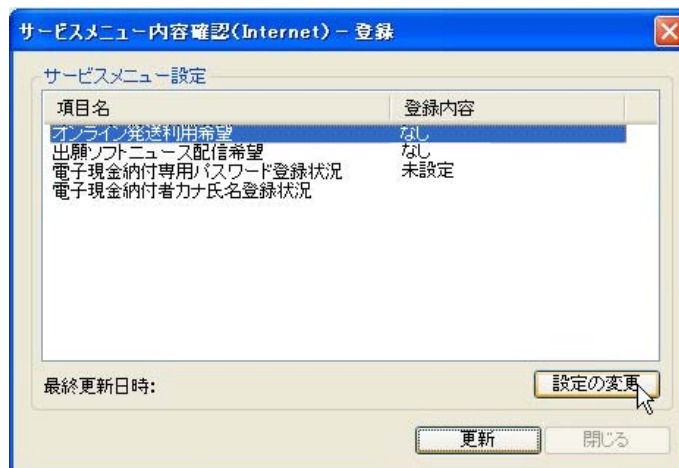 サービスメニュー内容確認(Internet) - 登録
サービスメニュー設定
項目名 登録内容
オンライン発送利用希望 なし
出願ソフトニュース配信希望 なし
電子現金納付専用パスワード登録状況 未設定
電子現金納付者カナ氏名登録状況
最終更新日時: 設定の変更
更新 閉じる